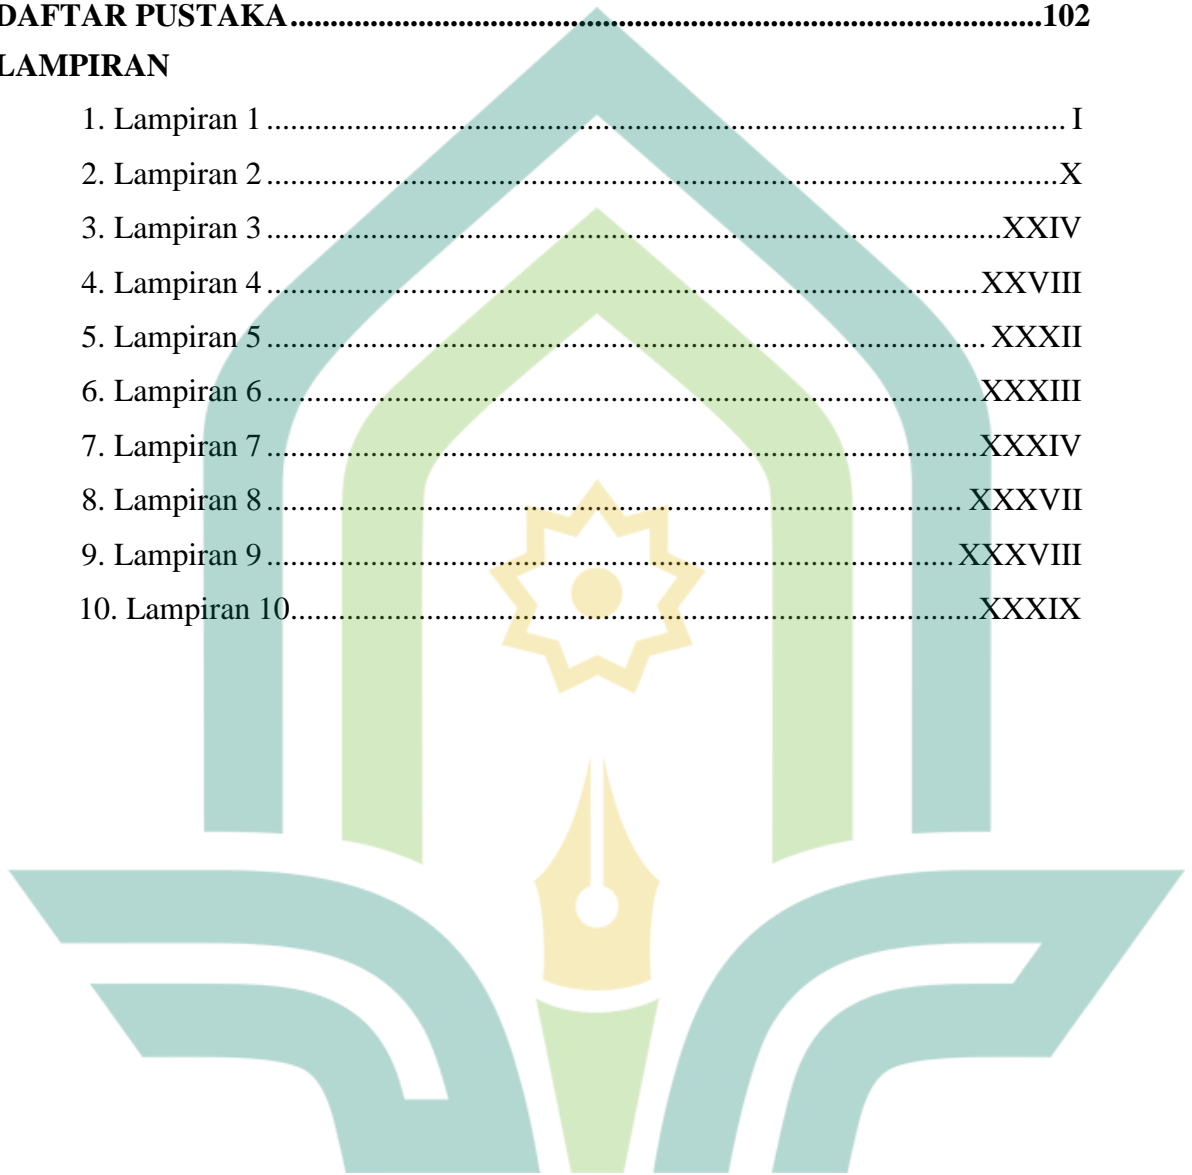 DAFTAR PUSTAKA..........................................................................................102
LAMPIRAN
1. Lampiran 1.................................................................................................... I
2. Lampiran 2...................................................................................................X
3. Lampiran 3............................................................................................XXIV
4. Lampiran 4.........................................................................................XXVIII
5. Lampiran 5.......................................................................................... XXXII
6. Lampiran 6.........................................................................................XXXIII
7. Lampiran 7.........................................................................................XXXIV
8. Lampiran 8....................................................................................... XXXVII
9. Lampiran 9......................................................................................XXXVIII
10. Lampiran 10......................................................................................XXXIX